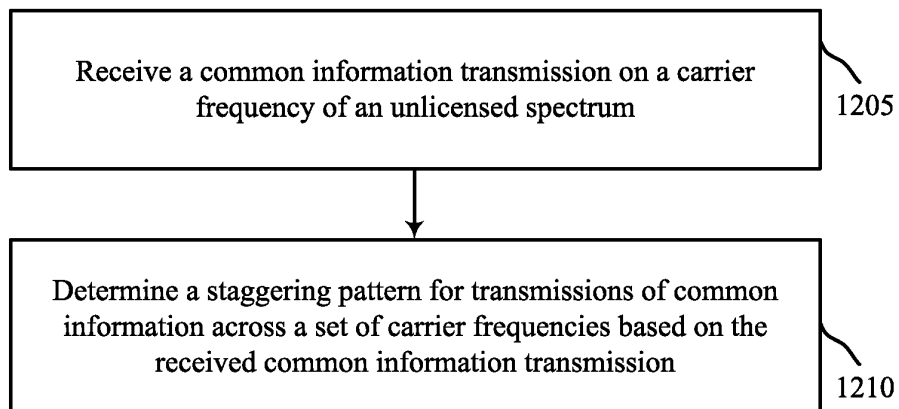 Receive a common information transmission on a carrier
frequency of an unlicensed spectrum
1205
Determine a staggering pattern for transmissions of common
information across a set of carrier frequencies based on the
received common information transmission
1210